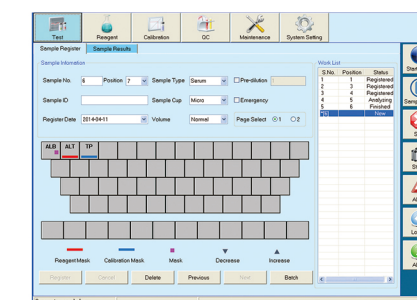 Test Reagent Calibration QC Maintenance System Setting
Sample Register Sample Results
Sample Infomation
Work List
Sample No. 6 Position 7 Sample Type Serum Pre-dilution
Sample ID Sample Cup Micro Emergency
Register Date 2014-04-11 Volume Normal Page Select 1 2
S.No. Position Status
1 1 Registered
2 3 Registered
3 4 Registered
4 5 Analyzing
5 6 Finished
*[6] New
ALB ALT TP
Reagent Mask Calibration Mask Mask Decrease Increase
Register Cancel Delete Previous Next Batch